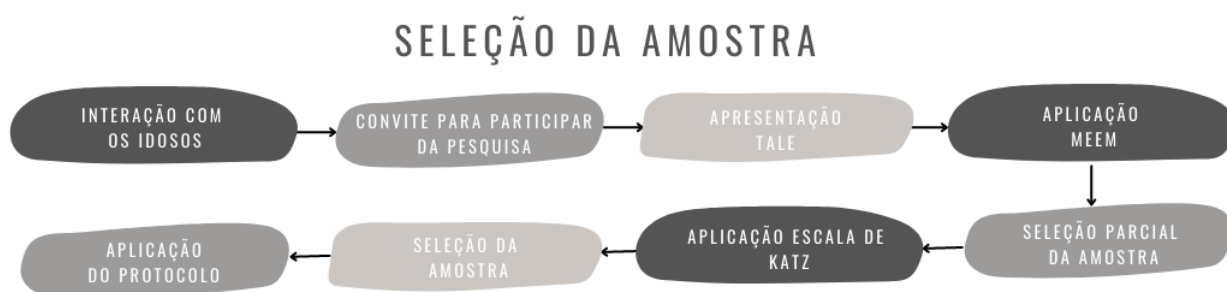 SELEÇÃO DA AMOSTRA
INTERAÇÃO COM
OS IDOSOS
CONVITE PARA PARTICIPAR
DA PESQUISA
APRESENTAÇÃO
TALE
APLICAÇÃO
MEEM
SELEÇÃO PARCIAL
DA AMOSTRA
APLICAÇÃO ESCALA DE
KATZ
SELEÇÃO DA
AMOSTRA
APLICAÇÃO
DO PROTOCOLO